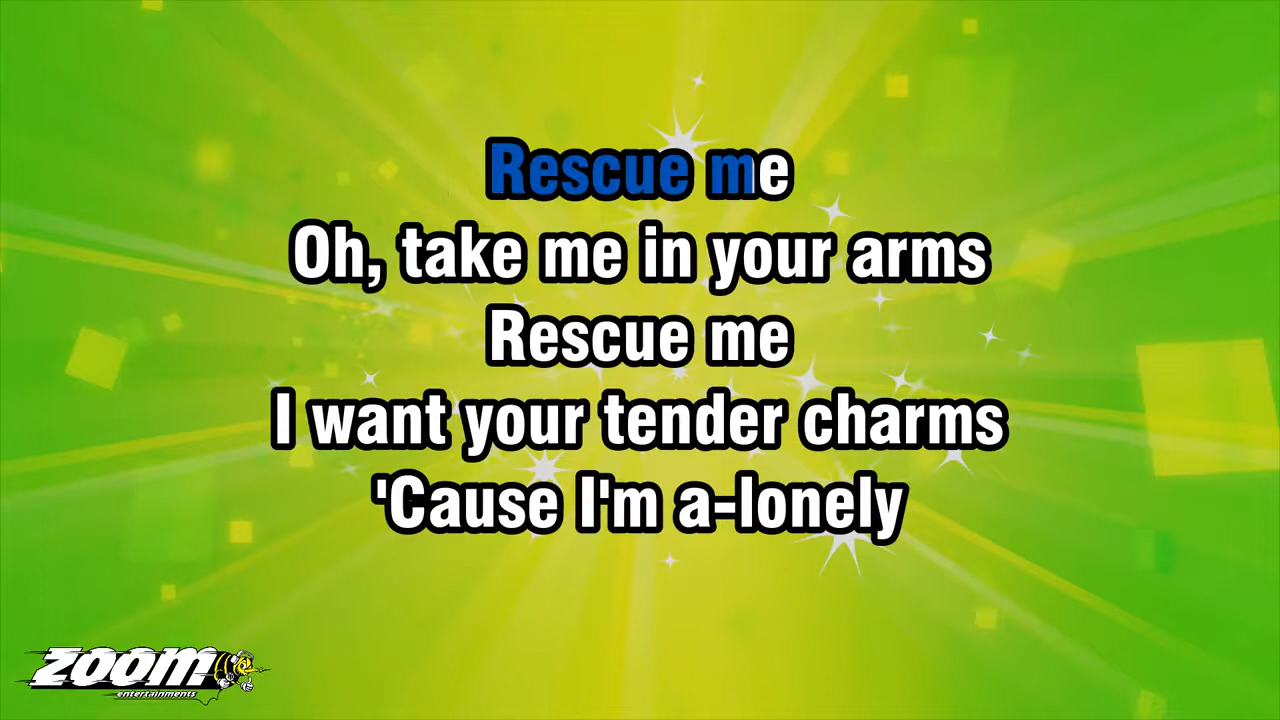 Rescue me
Oh, take me in your arms
Rescue me
I want your tender charms
'Cause I'm a-lonely
zoom
entertainments